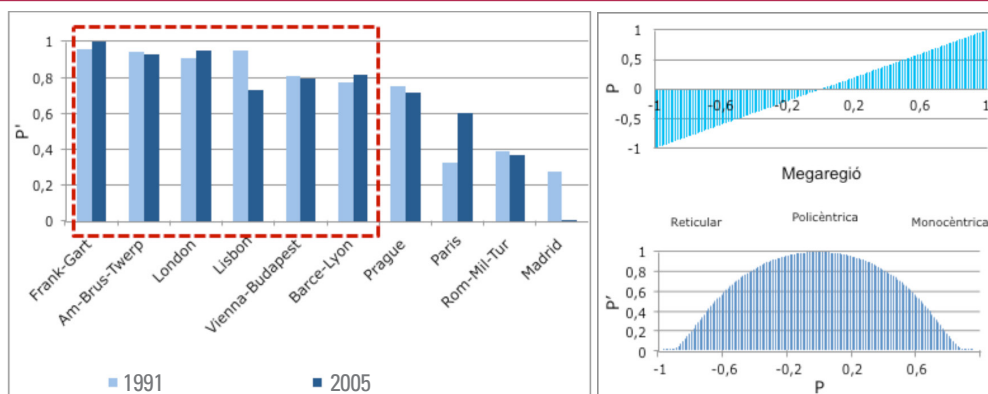 1
0,8
0,6
0,4
0,2
0
P'
Frank-Gart
Am-Brus-Twerp
London
Lisbon
Vienna-Budapest
Barce-Lyon
Prague
Paris
Rom-Mil-Tur
Madrid
1991 2005
1
0,5
0
-0,5
-1
P
-1 -0,6 -0,2 0,2 0,6 1
Megaregió
Reticular Policèntrica Monocèntrica
1
0,8
0,6
0,4
0,2
0
P'
-1 -0,6 -0,2 0,2 0,6
P